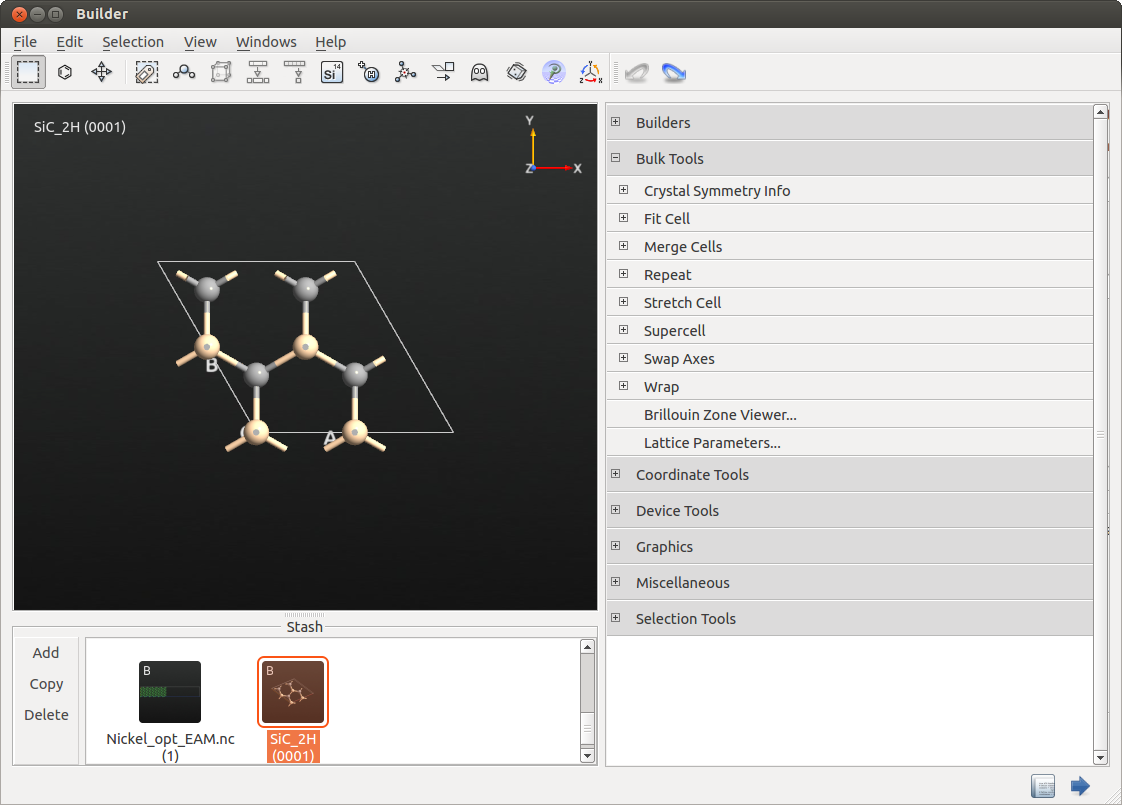 Builder
File Edit Selection View Windows Help
Si 14
H
?
Y
Z X
SiC_2H (0001)
Y
Z X
B
A
Builders
Bulk Tools
Crystal Symmetry Info
Fit Cell
Merge Cells
Repeat
Stretch Cell
Supercell
Swap Axes
Wrap
Brillouin Zone Viewer...
Lattice Parameters...
Coordinate Tools
Device Tools
Graphics
Miscellaneous
Selection Tools
Stash
Add
Copy
Delete
B
Nickel_opt_EAM.nc
(1)
B
SiC_2H
(0001)